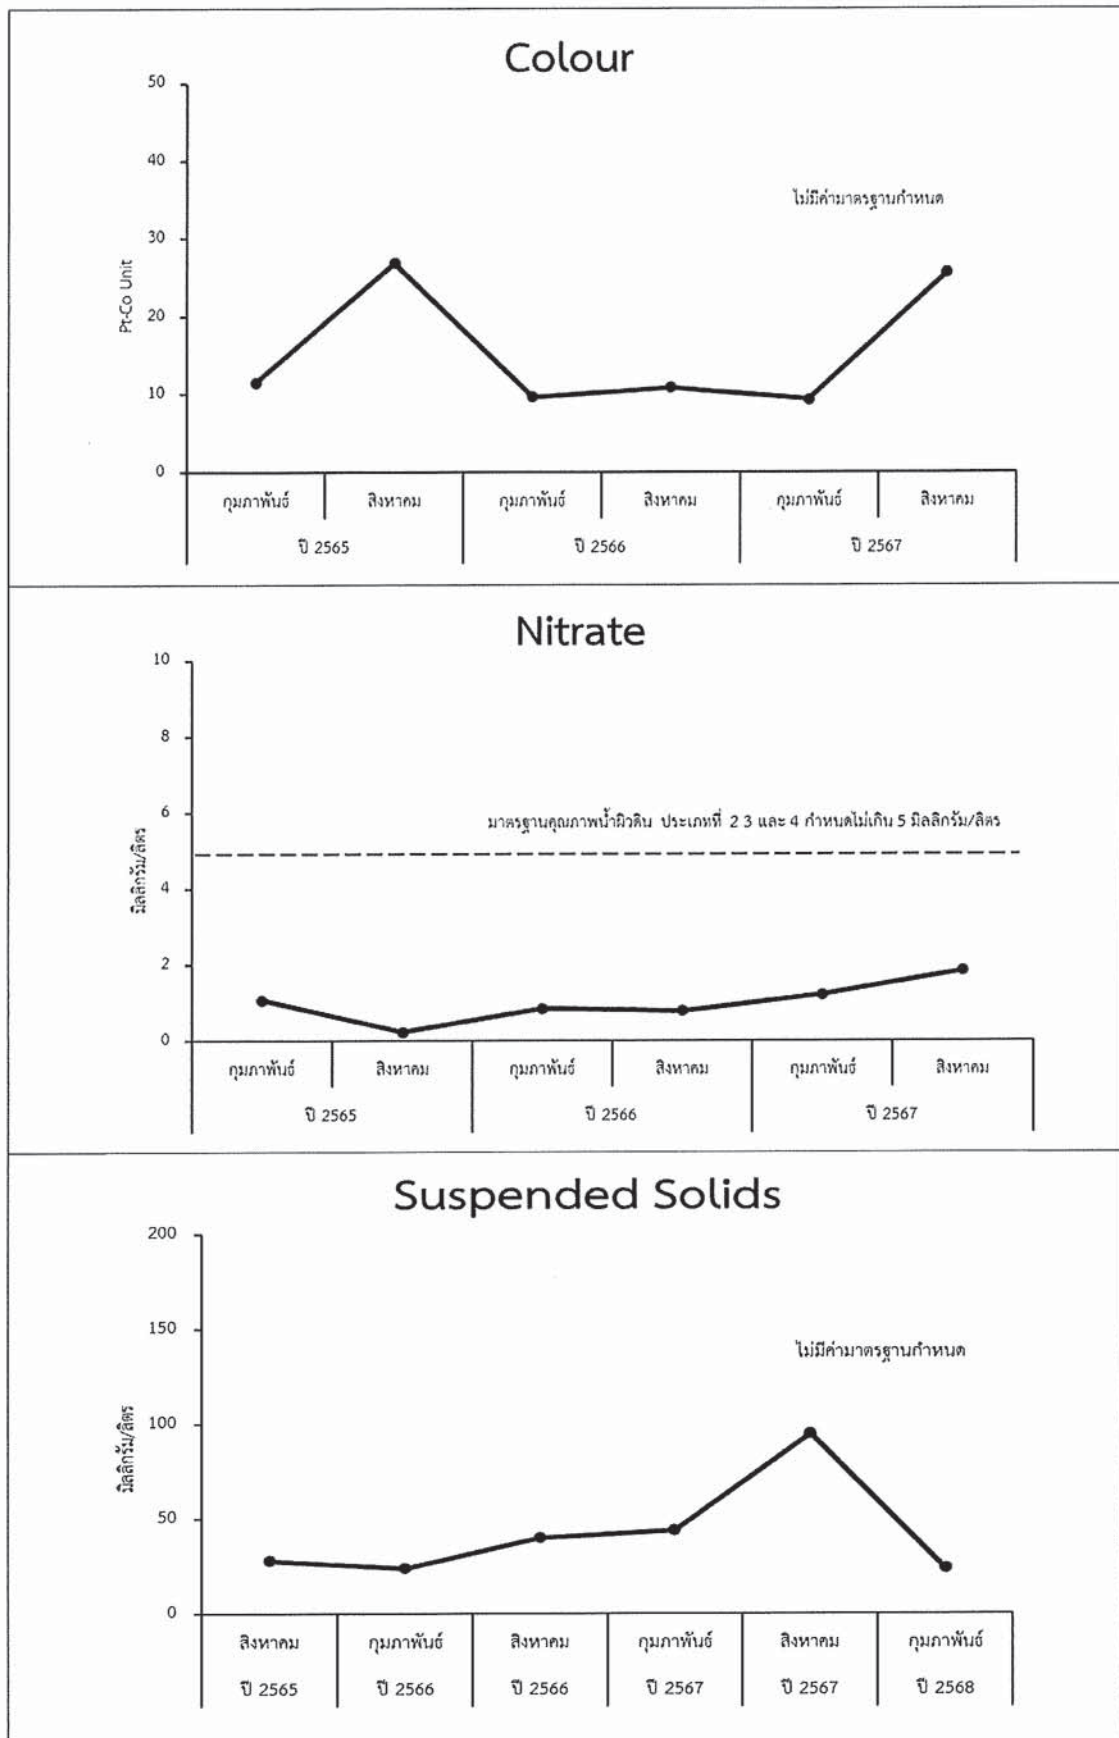 Colour
50
40
ไม่มีค่ามาตรฐานกำหนด
30
Pt-Co Unit
20
10
0
กุมภาพันธ์ สิงหาคม กุมภาพันธ์ สิงหาคม กุมภาพันธ์ สิงหาคม
ปี 2565 ปี 2566 ปี 2567
Nitrate
10
8
6
มาตรฐานคุณภาพน้ำผิวดิน ประเภทที่ 2 3 และ 4 กำหนดไม่เกิน 5 มิลลิกรัม/ลิตร
มิลลิกรัม/ลิตร
4
2
0
กุมภาพันธ์ สิงหาคม กุมภาพันธ์ สิงหาคม กุมภาพันธ์ สิงหาคม
ปี 2565 ปี 2566 ปี 2567
Suspended Solids
200
150
ไม่มีค่ามาตรฐานกำหนด
100
มิลลิกรัม/ลิตร
50
0
สิงหาคม กุมภาพันธ์ สิงหาคม กุมภาพันธ์ สิงหาคม กุมภาพันธ์
ปี 2565 ปี 2566 ปี 2566 ปี 2567 ปี 2567 ปี 2568